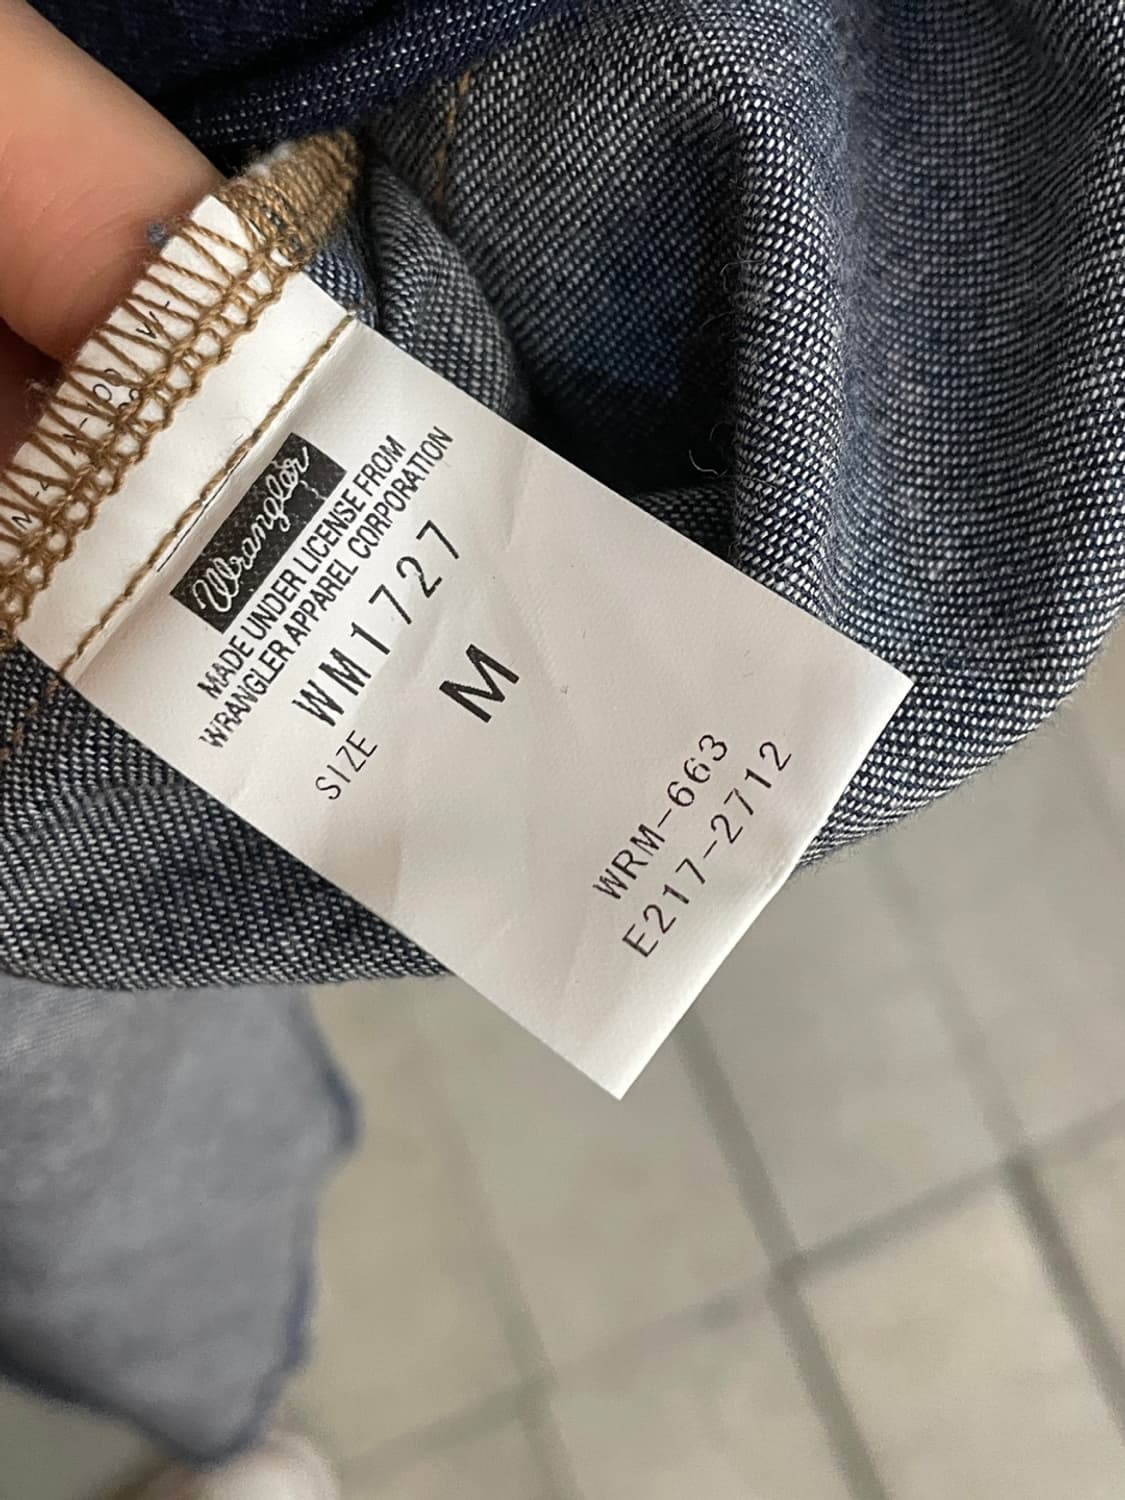 Wrangler
MADE UNDER LICENSE FROM
WRANGLER APPAREL CORPORATION
WM1727
SIZE
M
WRM-663
E217-2712